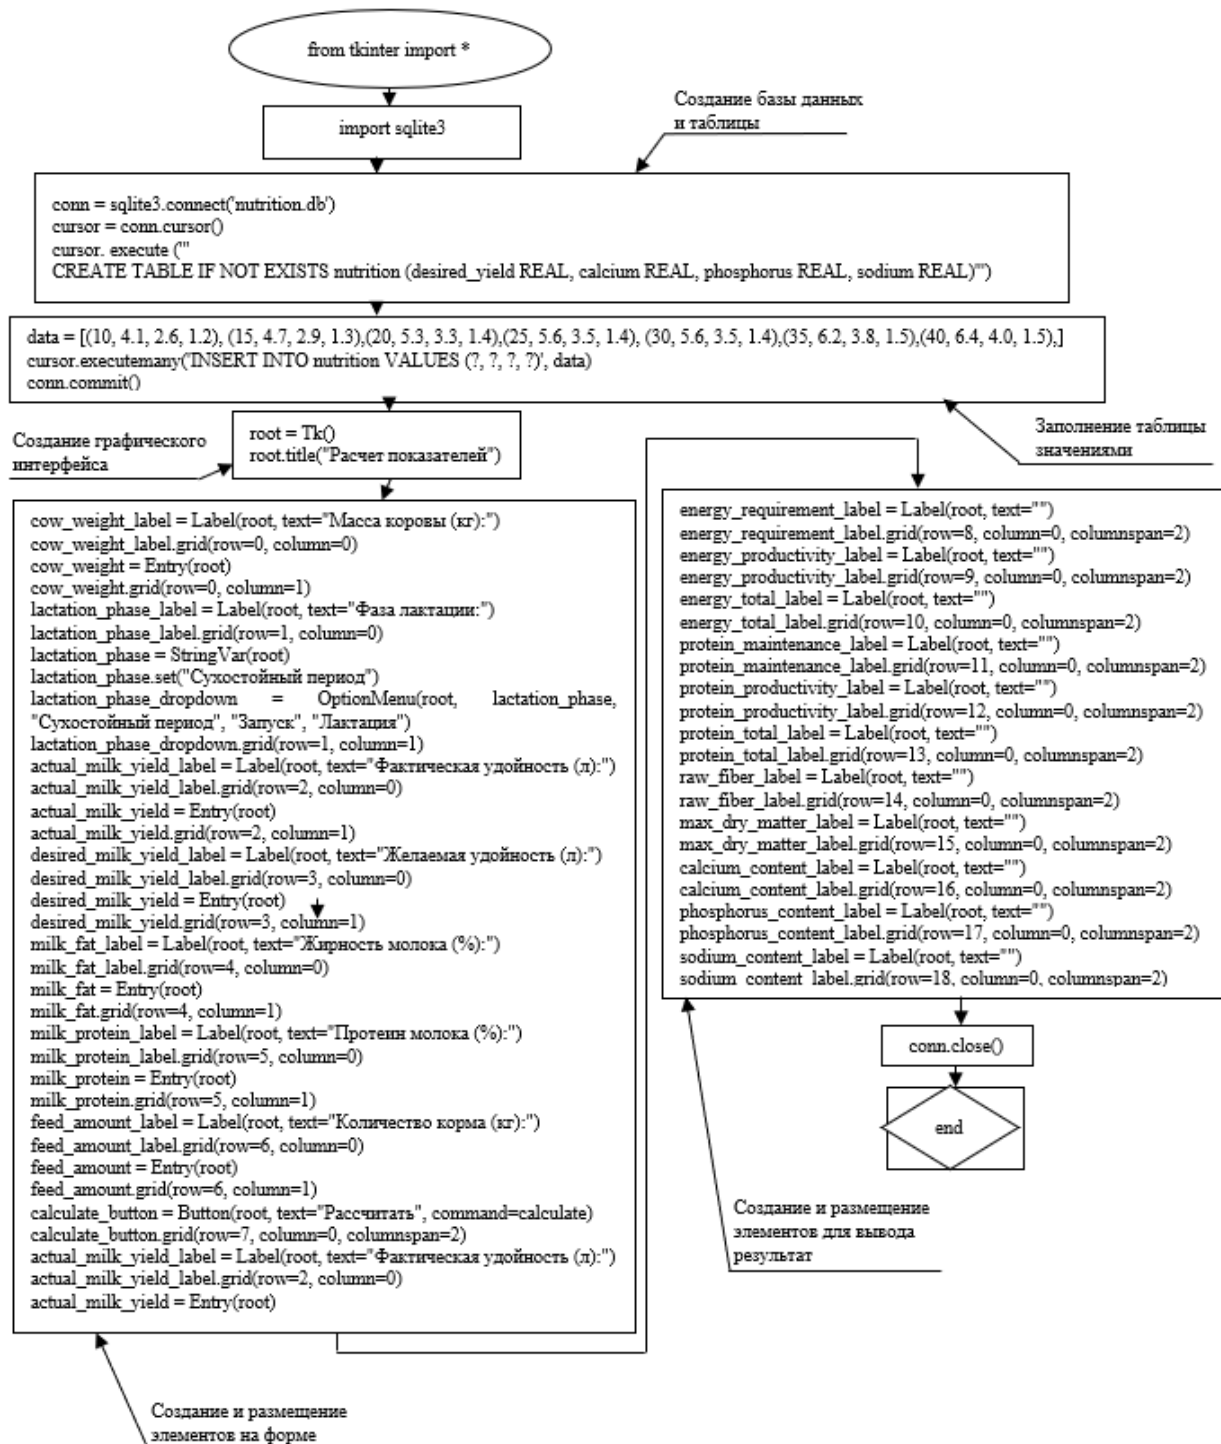 from tkinter import *
import sqlite3
Создание базы данных
и таблицы
conn = sqlite3.connect('nutrition.db')
cursor = conn.cursor()
cursor. execute ('''
CREATE TABLE IF NOT EXISTS nutrition (desired_yield REAL, calcium REAL, phosphorus REAL, sodium REAL)''')
data = [(10, 4.1, 2.6, 1.2), (15, 4.7, 2.9, 1.3),(20, 5.3, 3.3, 1.4),(25, 5.6, 3.5, 1.4), (30, 5.6, 3.5, 1.4),(35, 6.2, 3.8, 1.5),(40, 6.4, 4.0, 1.5),]
cursor.executemany('INSERT INTO nutrition VALUES (?, ?, ?, ?)', data)
conn.commit()
Заполнение таблицы
значениями
Создание графического
интерфейса
root = Tk()
root.title("Расчет показателей")
cow_weight_label = Label(root, text="Масса коровы (кг):")
cow_weight_label.grid(row=0, column=0)
cow_weight = Entry(root)
cow_weight.grid(row=0, column=1)
lactation_phase_label = Label(root, text="Фаза лактации:")
lactation_phase_label.grid(row=1, column=0)
lactation_phase = StringVar(root)
lactation_phase.set("Сухостойный период")
lactation_phase_dropdown = OptionMenu(root, lactation_phase,
"Сухостойный период", "Запуск", "Лактация")
lactation_phase_dropdown.grid(row=1, column=1)
actual_milk_yield_label = Label(root, text="Фактическая удойность (л):")
actual_milk_yield_label.grid(row=2, column=0)
actual_milk_yield = Entry(root)
actual_milk_yield.grid(row=2, column=1)
desired_milk_yield_label = Label(root, text="Желаемая удойность (л):")
desired_milk_yield_label.grid(row=3, column=0)
desired_milk_yield = Entry(root)
desired_milk_yield.grid(row=3, column=1)
milk_fat_label = Label(root, text="Жирность молока (%):")
milk_fat_label.grid(row=4, column=0)
milk_fat = Entry(root)
milk_fat.grid(row=4, column=1)
milk_protein_label = Label(root, text="Протеин молока (%):")
milk_protein_label.grid(row=5, column=0)
milk_protein = Entry(root)
milk_protein.grid(row=5, column=1)
feed_amount_label = Label(root, text="Количество корма (кг):")
feed_amount_label.grid(row=6, column=0)
feed_amount = Entry(root)
feed_amount.grid(row=6, column=1)
calculate_button = Button(root, text="Рассчитать", command=calculate)
calculate_button.grid(row=7, column=0, columnspan=2)
actual_milk_yield_label = Label(root, text="Фактическая удойность (л):")
actual_milk_yield_label.grid(row=2, column=0)
actual_milk_yield = Entry(root)
Создание и размещение
элементов на форме
energy_requirement_label = Label(root, text="")
energy_requirement_label.grid(row=8, column=0, columnspan=2)
energy_productivity_label = Label(root, text="")
energy_productivity_label.grid(row=9, column=0, columnspan=2)
energy_total_label = Label(root, text="")
energy_total_label.grid(row=10, column=0, columnspan=2)
protein_maintenance_label = Label(root, text="")
protein_maintenance_label.grid(row=11, column=0, columnspan=2)
protein_productivity_label = Label(root, text="")
protein_productivity_label.grid(row=12, column=0, columnspan=2)
protein_total_label = Label(root, text="")
protein_total_label.grid(row=13, column=0, columnspan=2)
raw_fiber_label = Label(root, text="")
raw_fiber_label.grid(row=14, column=0, columnspan=2)
max_dry_matter_label = Label(root, text="")
max_dry_matter_label.grid(row=15, column=0, columnspan=2)
calcium_content_label = Label(root, text="")
calcium_content_label.grid(row=16, column=0, columnspan=2)
phosphorus_content_label = Label(root, text="")
phosphorus_content_label.grid(row=17, column=0, columnspan=2)
sodium_content_label = Label(root, text="")
sodium_content_label.grid(row=18, column=0, columnspan=2)
conn.close()
end
Создание и размещение
элементов для вывода
результат